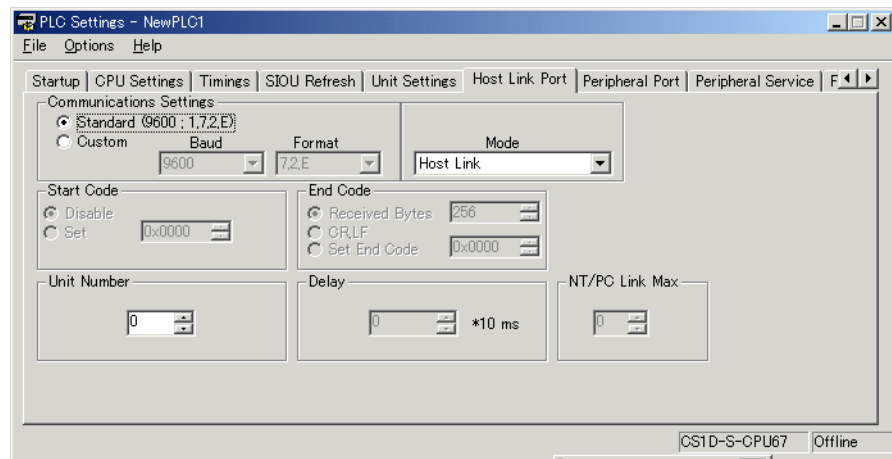 PLC Settings - NewPLC1
File Options Help
Startup CPU Settings Timings SIOU Refresh Unit Settings Host Link Port Peripheral Port Peripheral Service F
Communications Settings
Standard (9600 ; 1,7,2,E)
Custom Baud Format Mode
9600 7,2,E Host Link
Start Code End Code
Disable Received Bytes 256
Set 0x0000 CR,LF
Set End Code 0x0000
Unit Number Delay NT/PC Link Max
0 0 *10 ms 0
CS1D-S-CPU67 Offline